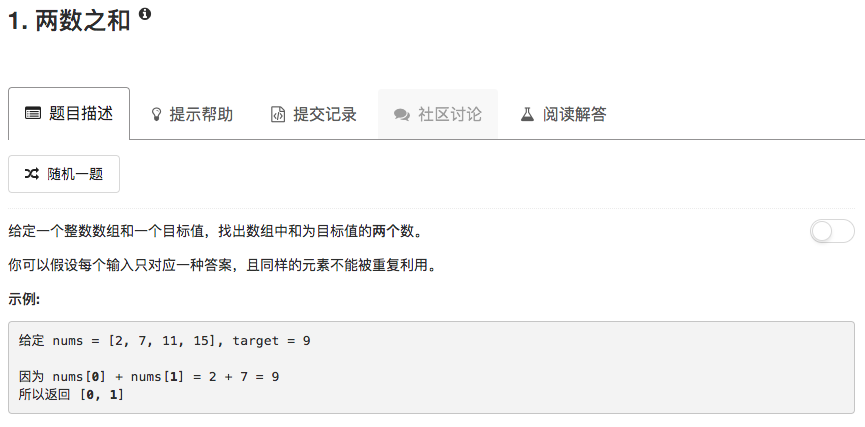 1. 两数之和
题目描述 提示帮助 提交记录 社区讨论 阅读解答
随机一题
给定一个整数数组和一个目标值，找出数组中和为目标值的两个数。
你可以假设每个输入只对应一种答案，且同样的元素不能被重复利用。
示例:
给定 nums = [2, 7, 11, 15], target = 9
因为 nums[0] + nums[1] = 2 + 7 = 9
所以返回 [0, 1]